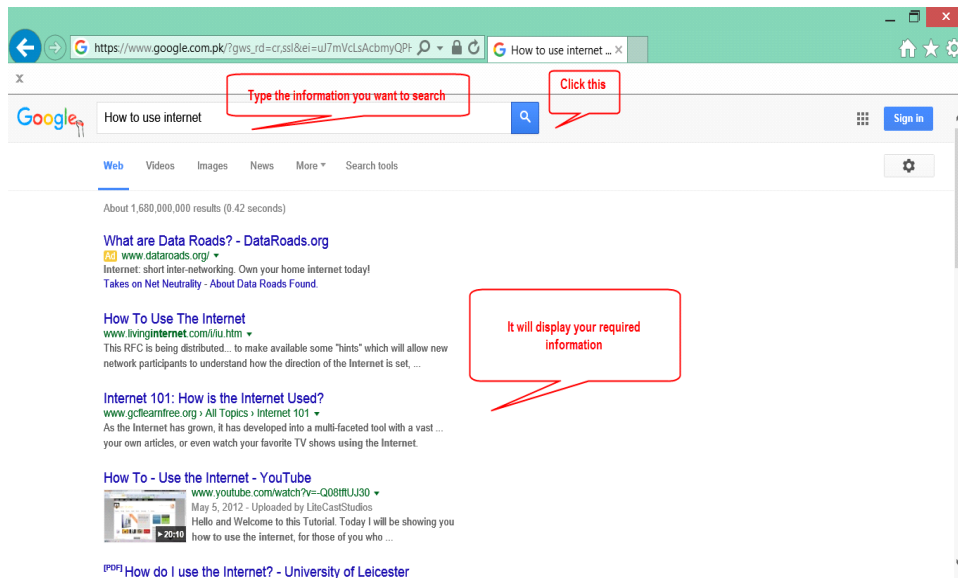 https://www.google.com.pk/?gws_rd=cr,ssl&ei=uJ7mVcLsAcbmyQPH
How to use internet ...
x
Type the information you want to search
Click this
Google
How to use internet
Sign in
Web Videos Images News More Search tools
About 1,680,000,000 results (0.42 seconds)
What are Data Roads? - DataRoads.org
Ad www.dataroads.org/
Internet: short inter-networking. Own your home internet today!
Takes on Net Neutrality - About Data Roads Found.
How To Use The Internet
www.livinginternet.com/i/iu.htm
This RFC is being distributed... to make available some "hints" which will allow new
network participants to understand how the direction of the Internet is set, ...
It will display your required
information
Internet 101: How is the Internet Used?
www.gcflearnfree.org › All Topics › Internet 101
As the Internet has grown, it has developed into a multi-faceted tool with a vast ...
your own articles, or even watch your favorite TV shows using the Internet.
How To - Use the Internet - YouTube
www.youtube.com/watch?v=-Q08tftUJ30
May 5, 2012 - Uploaded by LiteCastStudios
Hello and Welcome to this Tutorial. Today I will be showing you
20:10
how to use the internet, for those of you who ...
[PDF] How do I use the Internet? - University of Leicester